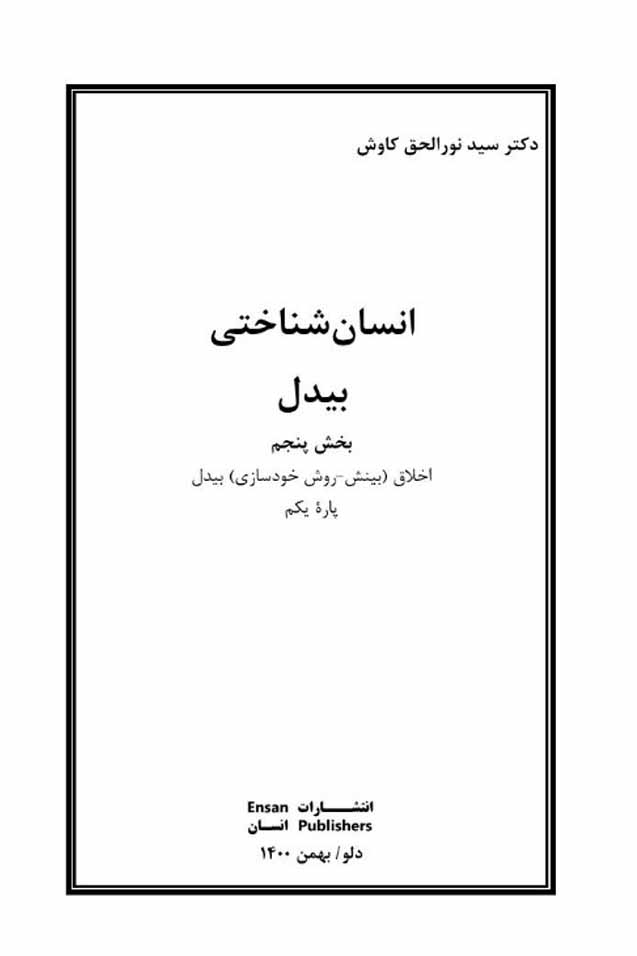 دکتر سید نورالحق کاوش
انسان‌شناختی
بیدل
بخش پنجم
اخلاق (بینش-روش خودسازی) بیدل
پارهٔ یکم
انتشــــارات Ensan
انســان Publishers
دلو/ بهمن ۱۴۰۰